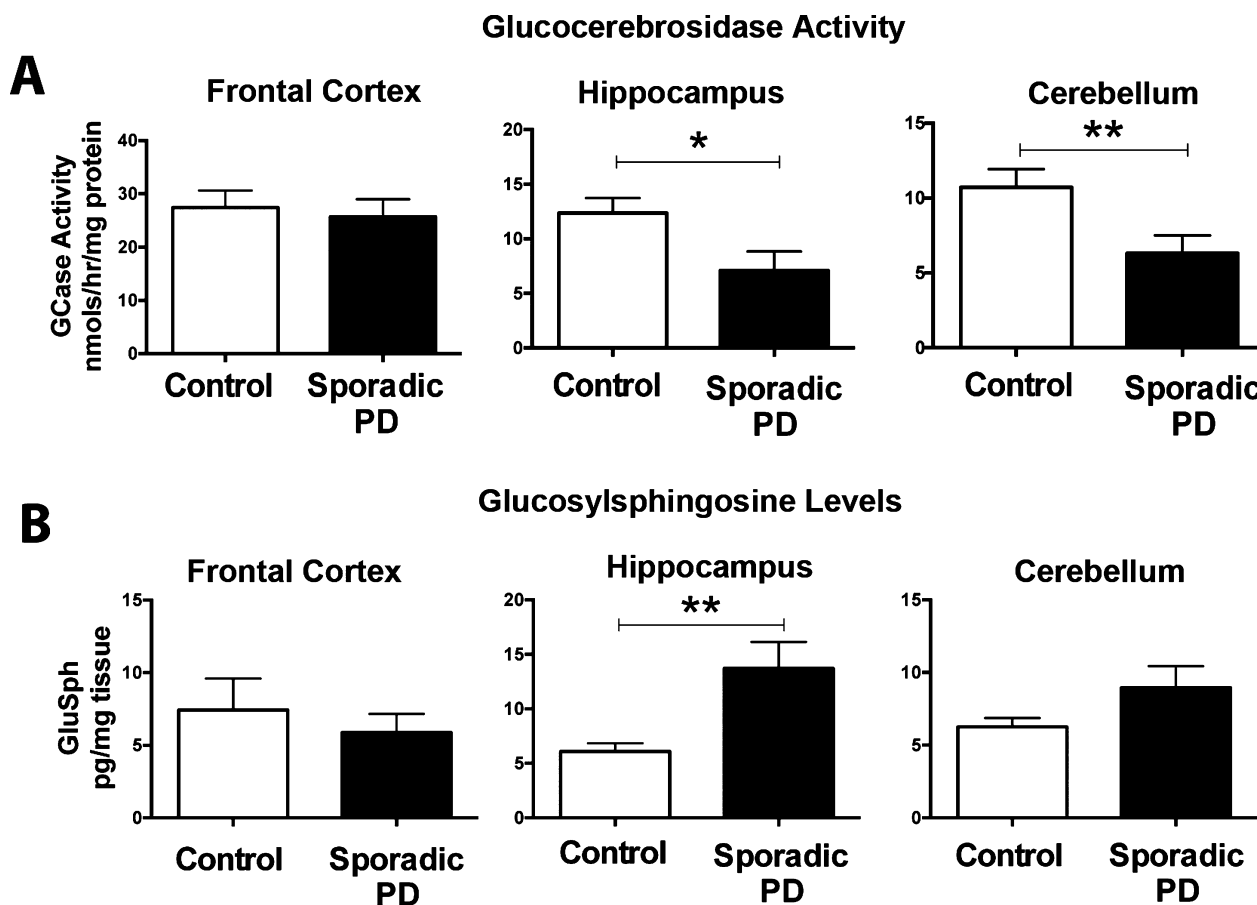 Glucocerebrosidase Activity
A
Frontal Cortex
Hippocampus
Cerebellum
GCase Activity
nmols/hr/mg protein
40
30
20
10
0
Control
Sporadic
PD
20
15
10
5
0
*
Control
Sporadic
PD
15
10
5
0
**
Control
Sporadic
PD
Glucosylsphingosine Levels
B
Frontal Cortex
Hippocampus
Cerebellum
GluSph
pg/mg tissue
15
10
5
0
Control
Sporadic
PD
20
15
10
5
0
**
Control
Sporadic
PD
15
10
5
0
Control
Sporadic
PD